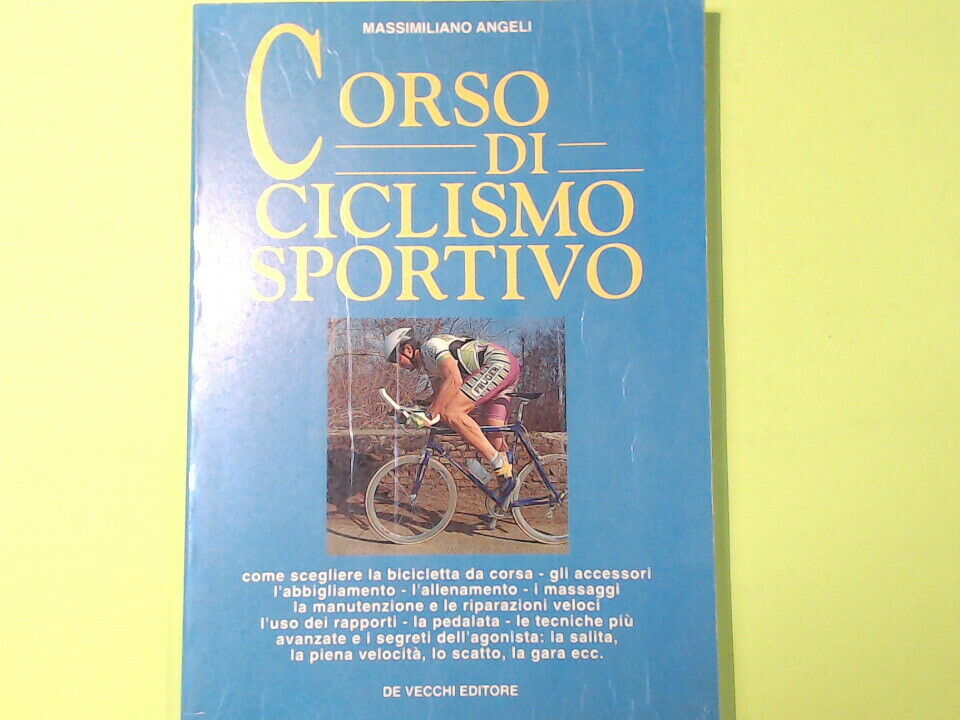 MASSIMILIANO ANGELI
CORSO
DI
CICLISMO
SPORTIVO
come scegliere la bicicletta da corsa - gli accessori
l'abbigliamento - l'allenamento - i massaggi
la manutenzione e le riparazioni veloci
l'uso dei rapporti - la pedalata - le tecniche più
avanzate e i segreti dell'agonista: la salita,
la piena velocità, lo scatto, la gara ecc.
DE VECCHI EDITORE